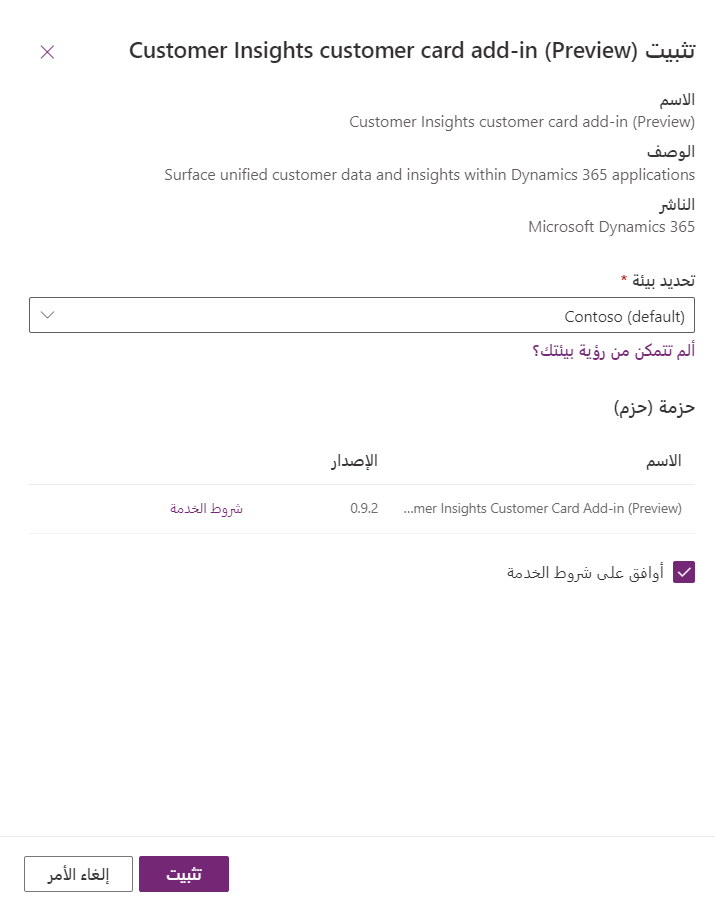 تثبيت Customer Insights customer card add-in (Preview)
الاسم
Customer Insights customer card add-in (Preview)
الوصف
Surface unified customer data and insights within Dynamics 365 applications
الناشر
Microsoft Dynamics 365
تحديد بيئة *
Contoso (default)
ألم تتمكن من رؤية بيئتك؟
حزمة (حزم)
الاسم الإصدار
...mer Insights Customer Card Add-in (Preview) 0.9.2 شروط الخدمة
أوافق على شروط الخدمة
تثبيت إلغاء الأمر